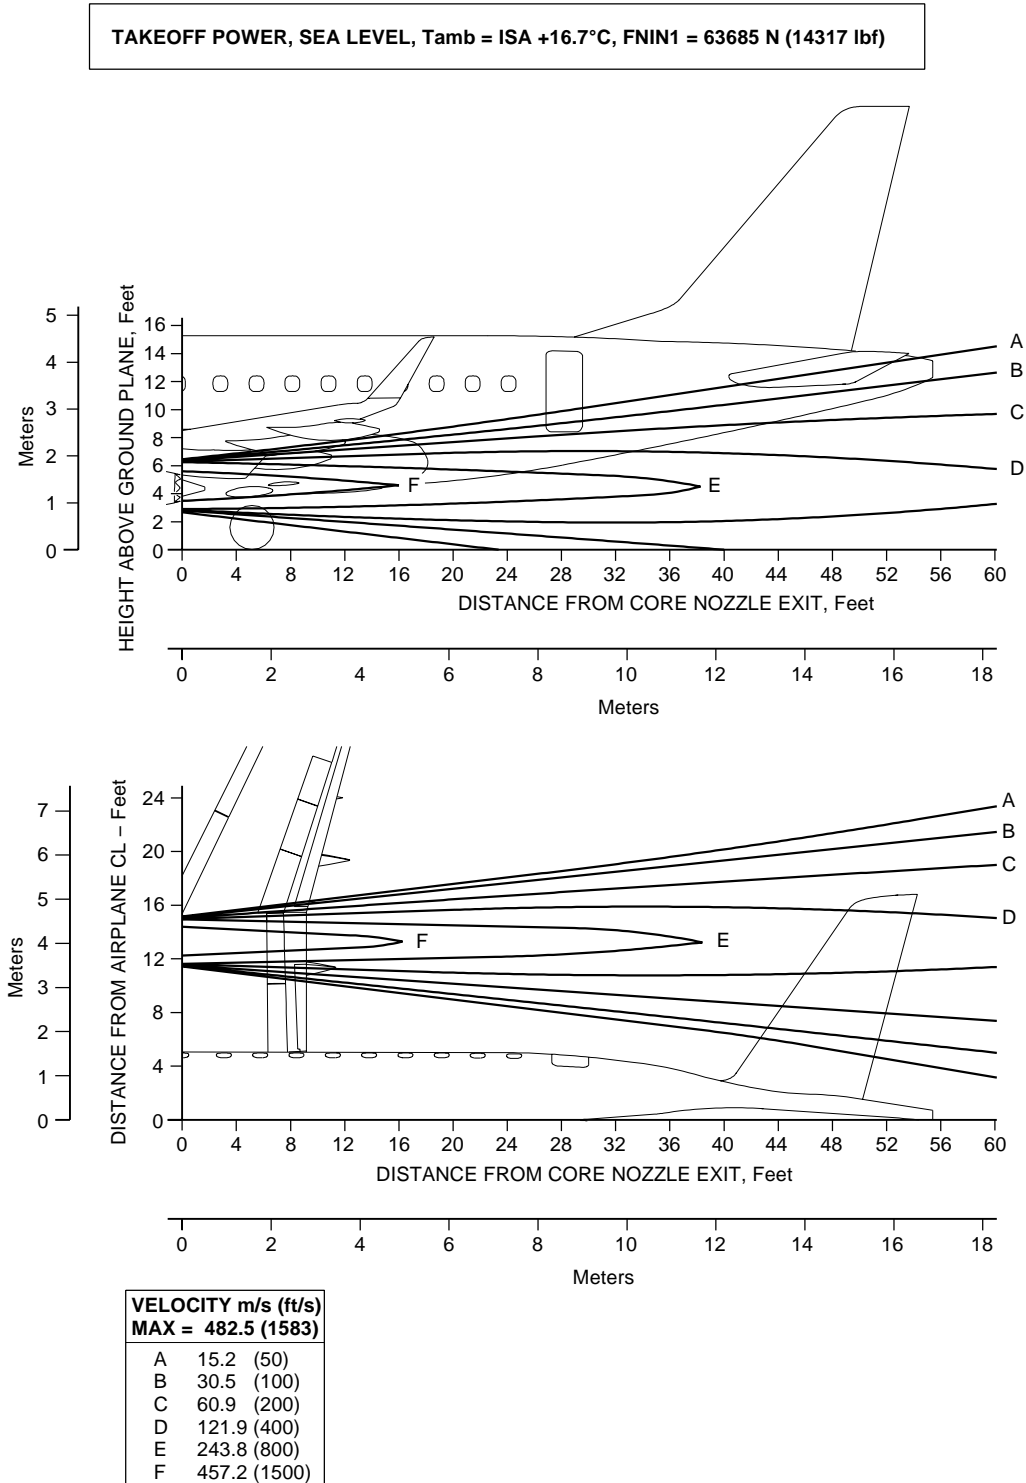 TAKEOFF POWER, SEA LEVEL, Tamb = ISA +16.7°C, FNIN1 = 63685 N (14317 lbf)
Meters
5
4
3
2
1
0
HEIGHT ABOVE GROUND PLANE, Feet
16
14
12
10
8
6
4
2
0
A
B
C
D
E
F
0 4 8 12 16 20 24 28 32 36 40 44 48 52 56 60
DISTANCE FROM CORE NOZZLE EXIT, Feet
0 2 4 6 8 10 12 14 16 18
Meters
Meters
7
6
5
4
3
2
1
0
DISTANCE FROM AIRPLANE CL – Feet
24
20
16
12
8
4
0
A
B
C
D
E
F
0 4 8 12 16 20 24 28 32 36 40 44 48 52 56 60
DISTANCE FROM CORE NOZZLE EXIT, Feet
0 2 4 6 8 10 12 14 18
Meters
VELOCITY m/s (ft/s)
MAX = 482.5 (1583)
A 15.2 (50)
B 30.5 (100)
C 60.9 (200)
D 121.9 (400)
E 243.8 (800)
F 457.2 (1500)